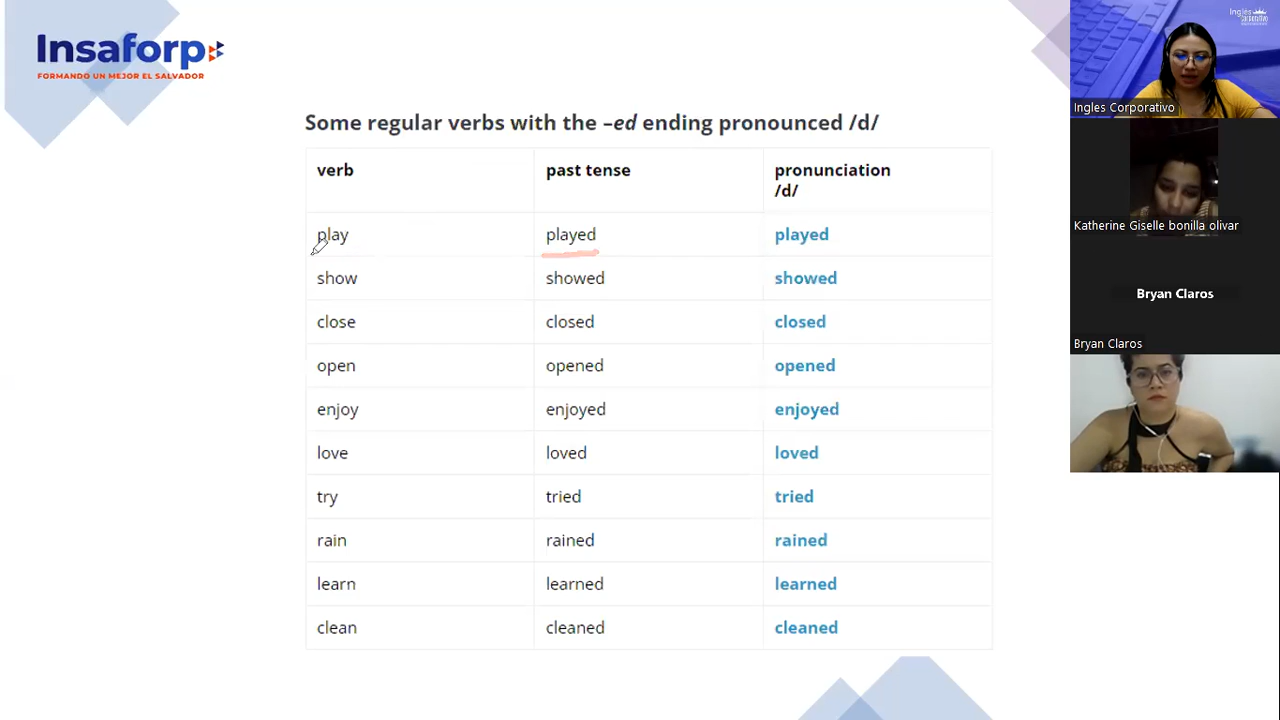 Insaforp
FORMANDO UN MEJOR EL SALVADOR
Some regular verbs with the –ed ending pronounced /d/
verb past tense pronunciation /d/
play played played
show showed showed
close closed closed
open opened opened
enjoy enjoyed enjoyed
love loved loved
try tried tried
rain rained rained
learn learned learned
clean cleaned cleaned
Ingles Corporativo
Ingles Corporativo
Katherine Giselle bonilla olivar
Bryan Claros
Bryan Claros